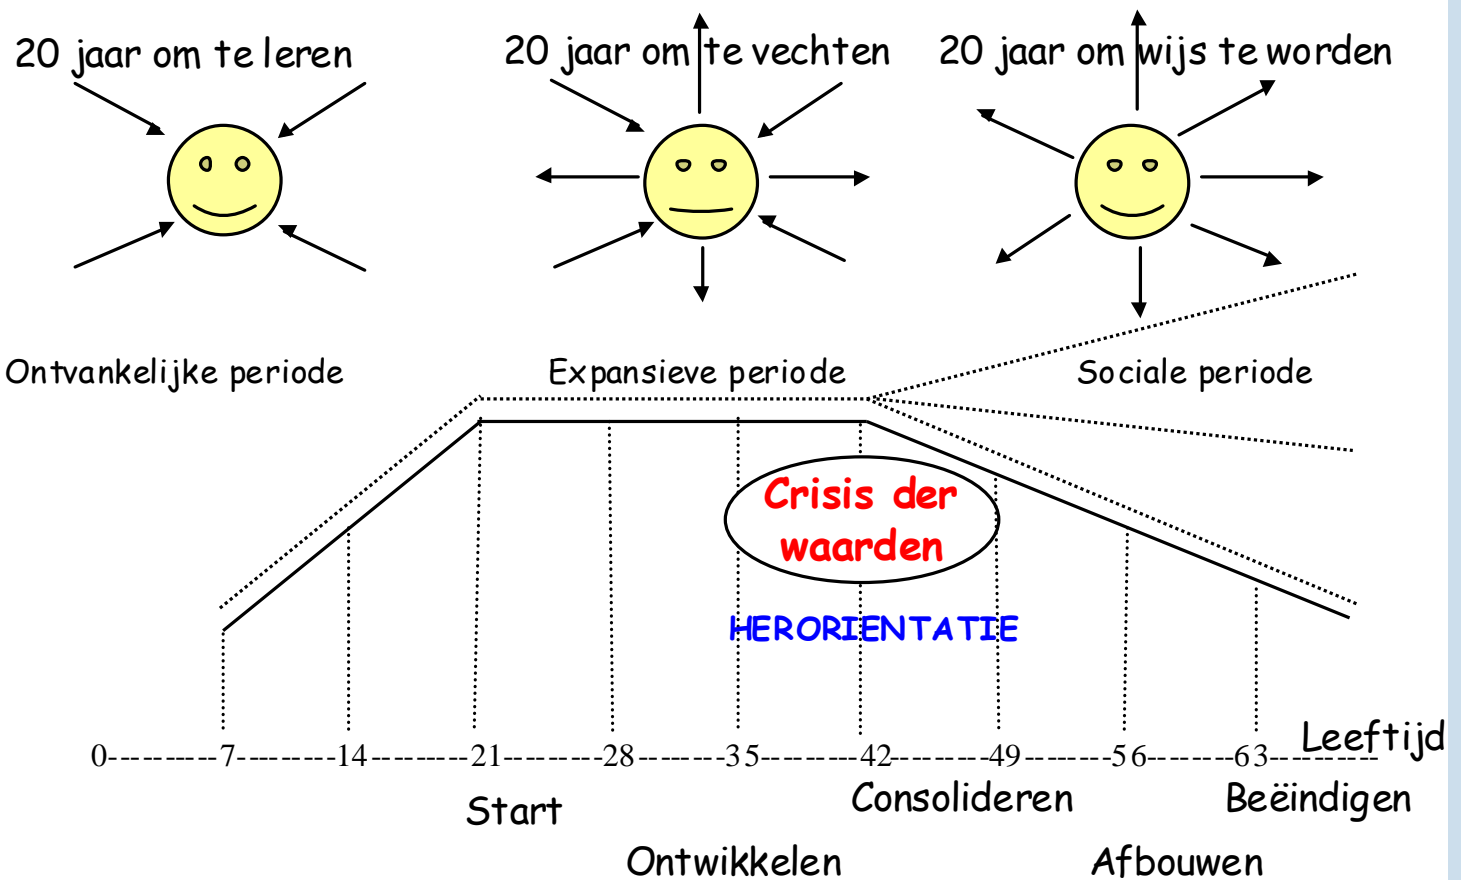 20 jaar om te leren
20 jaar om te vechten
20 jaar om wijs te worden
Ontvankelijke periode
Expansieve periode
Sociale periode
Crisis der
waarden
HERORIENTATIE
0----------7---------14---------21---------28--------35---------42---------49--------56--------63----------
Leeftijd
Start
Consolideren
Beëindigen
Ontwikkelen
Afbouwen